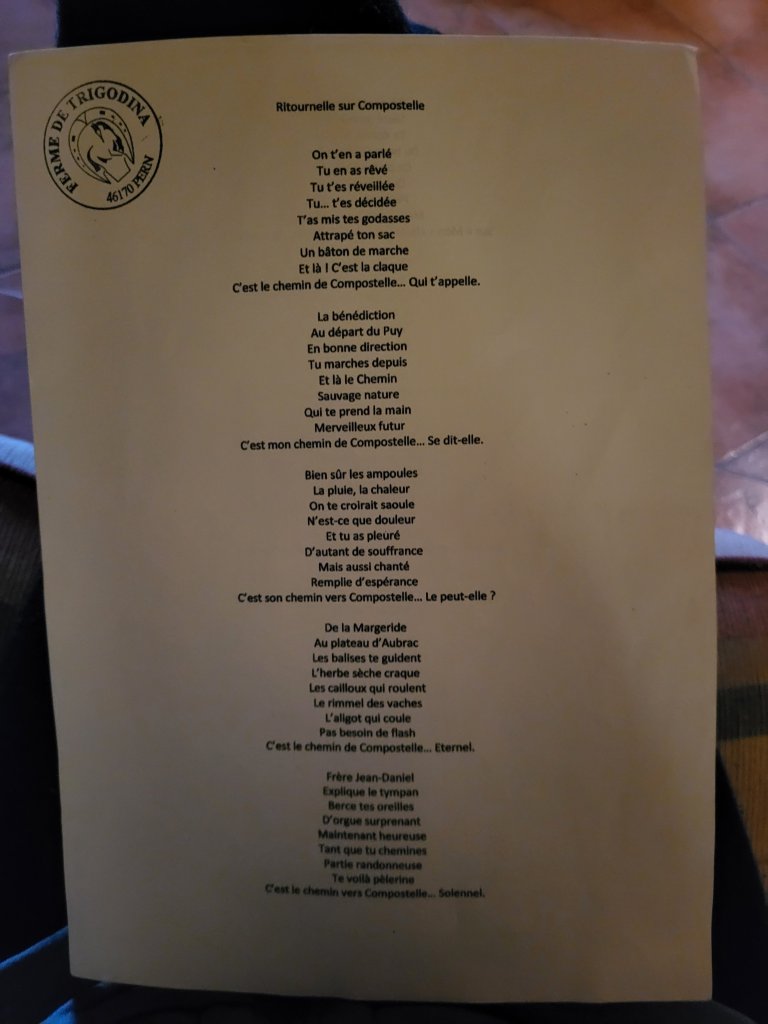 FERME DE TRIGODINA
46170 PERN
Ritournelle sur Compostelle
On t'en a parlé
Tu en as rêvé
Tu t'es réveillée
Tu... t'es décidée
T'as mis tes godasses
Attrapé ton sac
Un bâton de marche
Et là ! C'est la claque
C'est le chemin de Compostelle... Qui t'appelle.
La bénédiction
Au départ du Puy
En bonne direction
Tu marches depuis
Et là le Chemin
Sauvage nature
Qui te prend la main
Merveilleux futur
C'est mon chemin de Compostelle... Se dit-elle.
Bien sûr les ampoules
La pluie, la chaleur
On te croirait saoule
N'est-ce que douleur
Et tu as pleuré
D'autant de souffrance
Mais aussi chanté
Remplie d'espérance
C'est son chemin vers Compostelle... Le peut-elle ?
De la Margeride
Au plateau d'Aubrac
Les balises te guident
L'herbe sèche craque
Les cailloux qui roulent
Le rimmel des vaches
L'aligot qui coule
Pas besoin de flash
C'est le chemin de Compostelle... Eternel.
Frère Jean-Daniel
Explique le tympan
Berce tes oreilles
D'orgue surprenant
Maintenant heureuse
Tant que tu chemines
Partie randonneuse
Te voilà pèlerine
C'est le chemin vers Compostelle... Solennel.